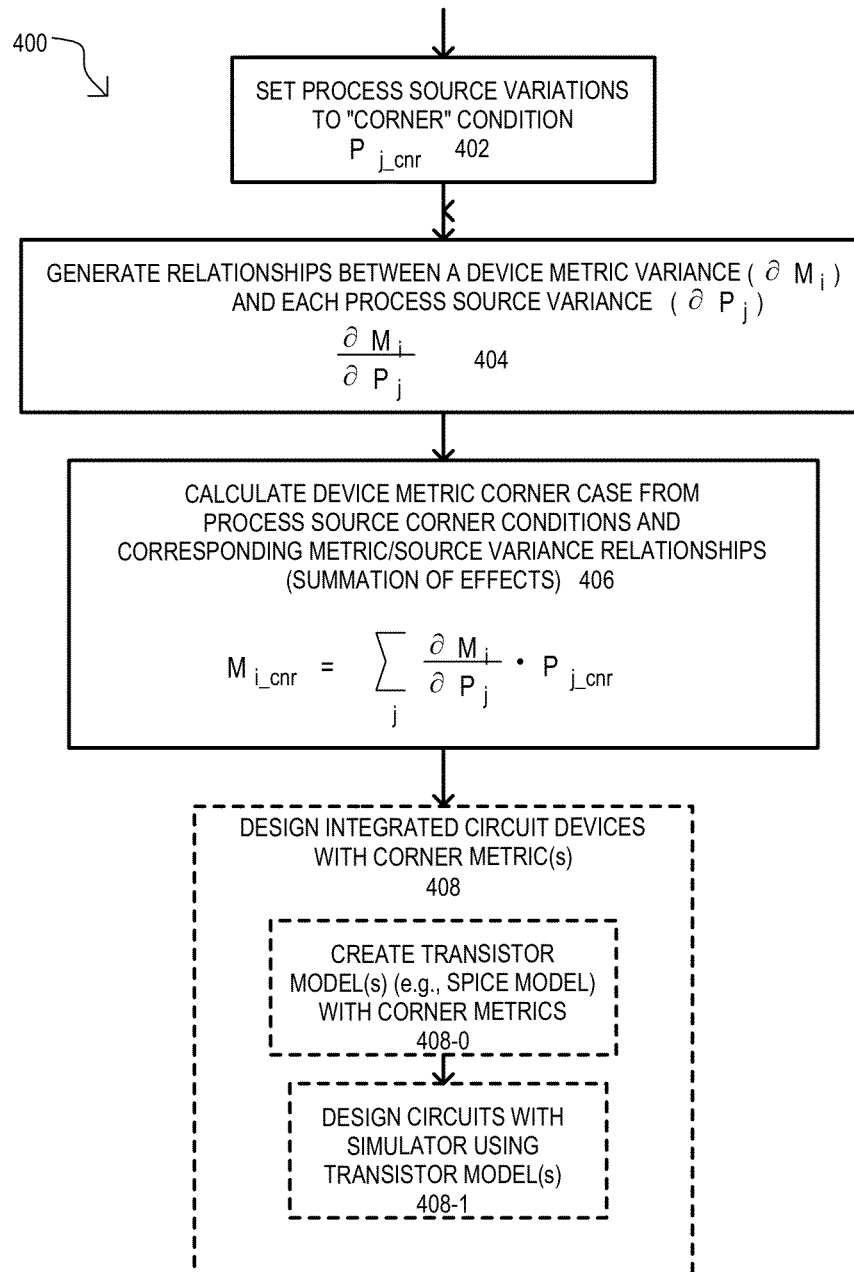 400
SET PROCESS SOURCE VARIATIONS
TO "CORNER" CONDITION
P j_cnr 402
GENERATE RELATIONSHIPS BETWEEN A DEVICE METRIC VARIANCE ( ∂ M i )
AND EACH PROCESS SOURCE VARIANCE ( ∂ P j )
∂ M i
404
∂ P j
CALCULATE DEVICE METRIC CORNER CASE FROM
PROCESS SOURCE CORNER CONDITIONS AND
CORRESPONDING METRIC/SOURCE VARIANCE RELATIONSHIPS
(SUMMATION OF EFFECTS) 406
M i_cnr = ∑ j ∂ M i / ∂ P j • P j_cnr
DESIGN INTEGRATED CIRCUIT DEVICES
WITH CORNER METRIC(s)
408
CREATE TRANSISTOR
MODEL(s) (e.g., SPICE MODEL)
WITH CORNER METRICS
408-0
DESIGN CIRCUITS WITH
SIMULATOR USING
TRANSISTOR MODEL(s)
408-1